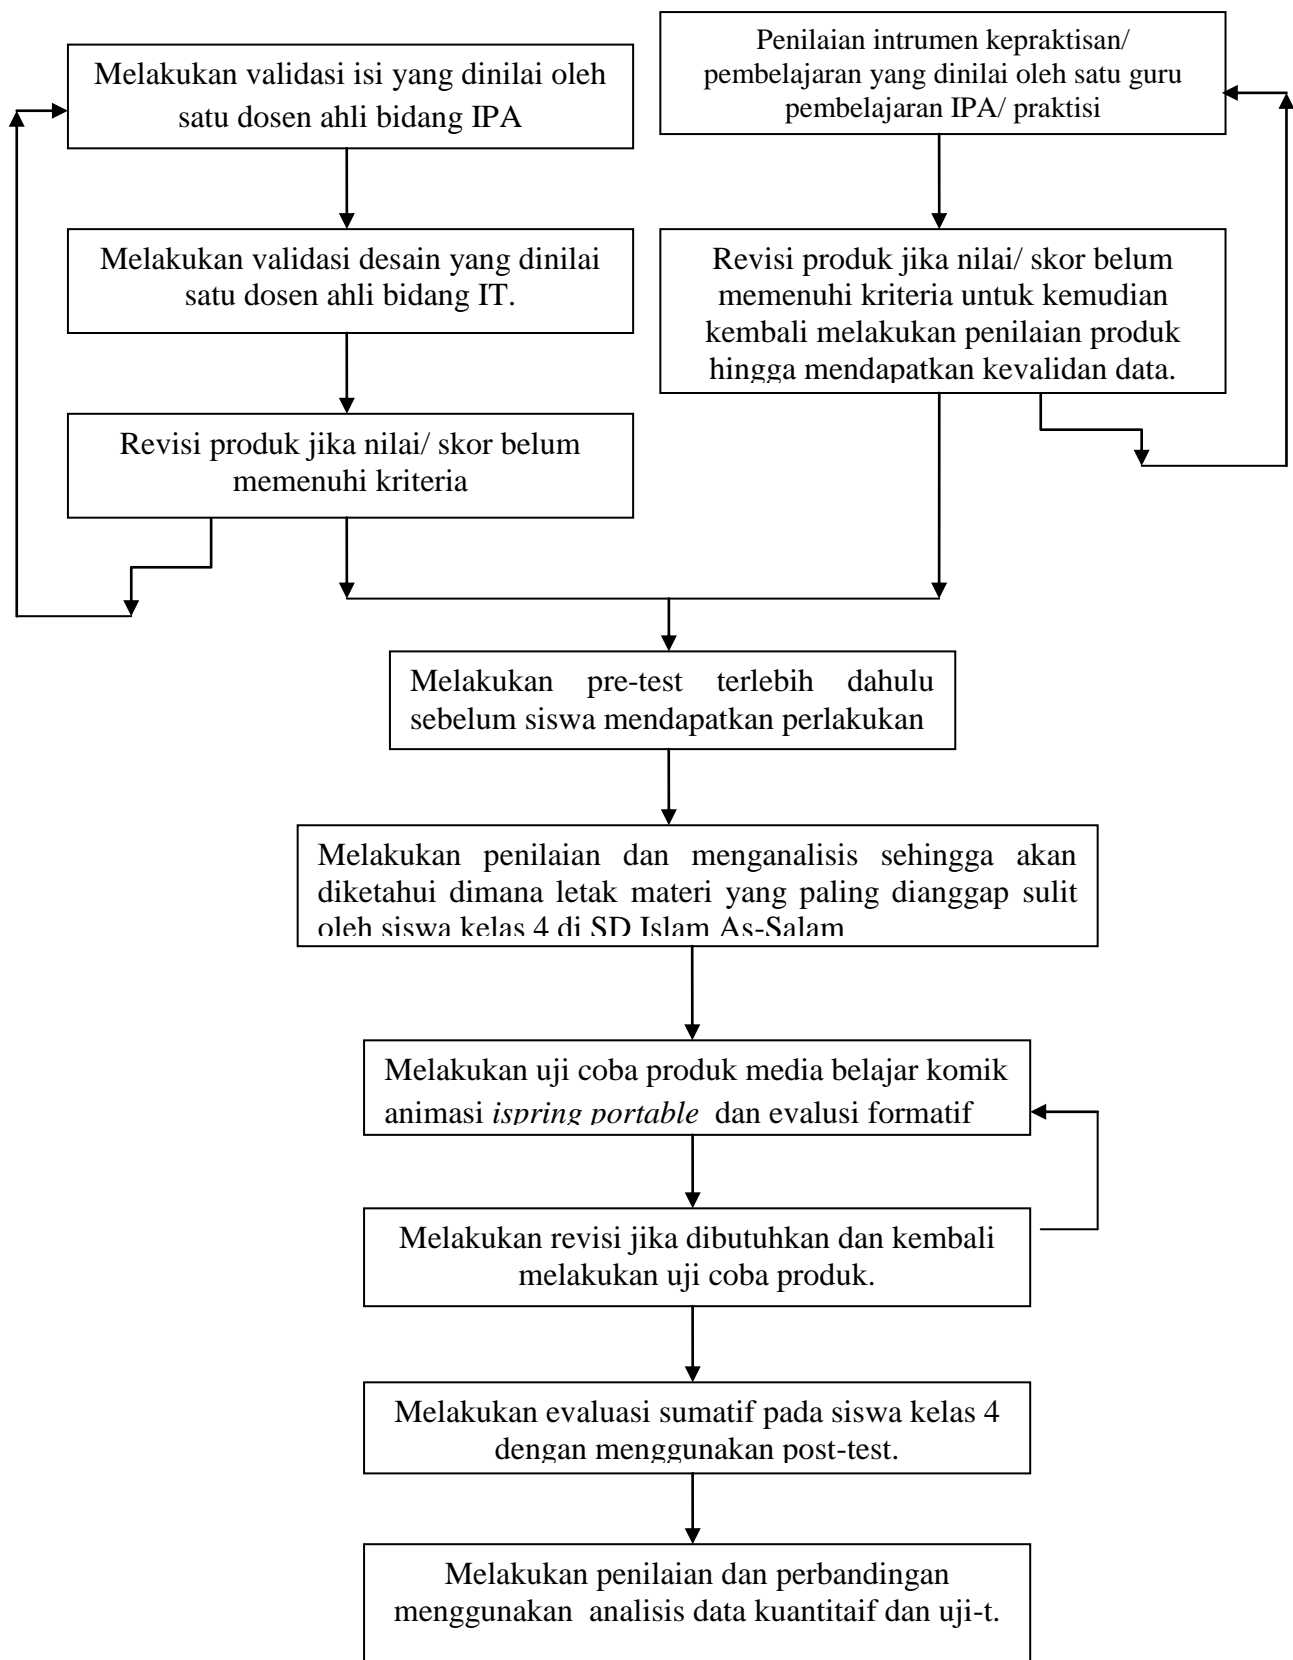 Melakukan validasi isi yang dinilai oleh
satu dosen ahli bidang IPA
Penilaian intrumen kepraktisan/
pembelajaran yang dinilai oleh satu guru
pembelajaran IPA/ praktisi
Melakukan validasi desain yang dinilai
satu dosen ahli bidang IT.
Revisi produk jika nilai/ skor belum
memenuhi kriteria untuk kemudian
kembali melakukan penilaian produk
hingga mendapatkan kevalidan data.
Revisi produk jika nilai/ skor belum
memenuhi kriteria
Melakukan pre-test terlebih dahulu
sebelum siswa mendapatkan perlakukan
Melakukan penilaian dan menganalisis sehingga akan
diketahui dimana letak materi yang paling dianggap sulit
oleh siswa kelas 4 di SD Islam As-Salam
Melakukan uji coba produk media belajar komik
animasi ispring portable dan evalusi formatif
Melakukan revisi jika dibutuhkan dan kembali
melakukan uji coba produk.
Melakukan evaluasi sumatif pada siswa kelas 4
dengan menggunakan post-test.
Melakukan penilaian dan perbandingan
menggunakan analisis data kuantitaif dan uji-t.